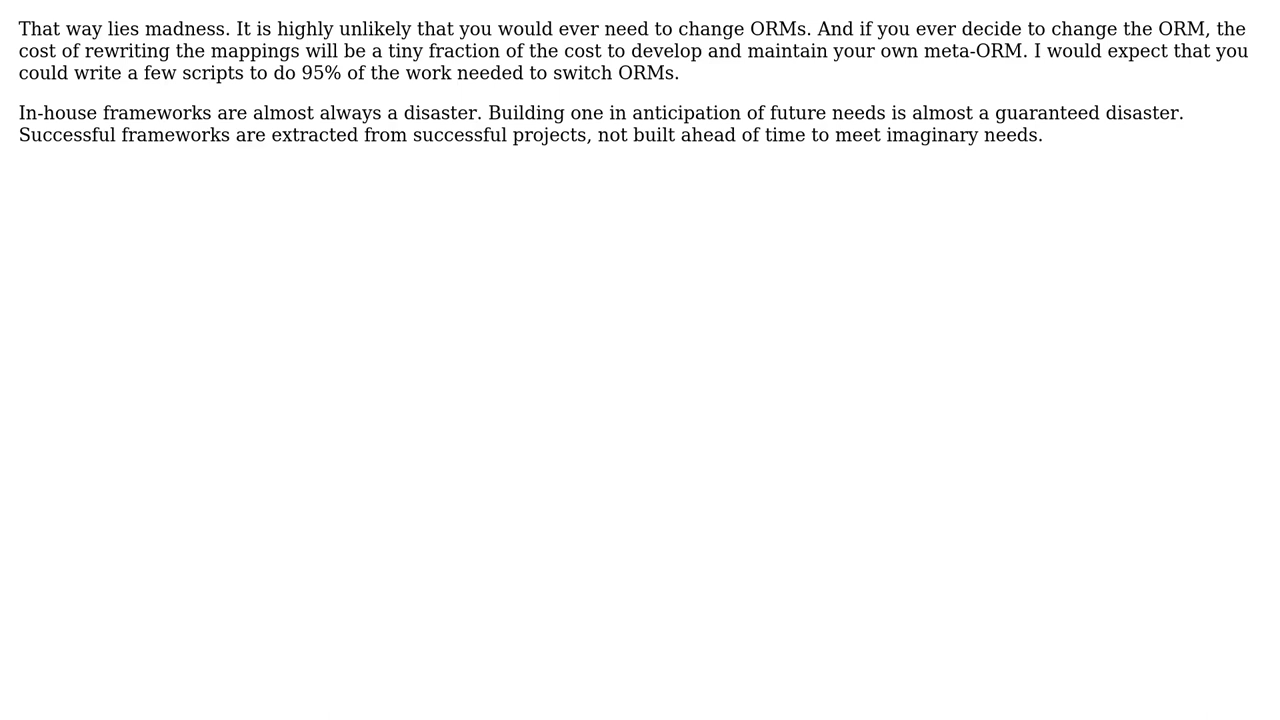 That way lies madness. It is highly unlikely that you would ever need to change ORMs. And if you ever decide to change the ORM, the
cost of rewriting the mappings will be a tiny fraction of the cost to develop and maintain your own meta-ORM. I would expect that you
could write a few scripts to do 95% of the work needed to switch ORMs.
In-house frameworks are almost always a disaster. Building one in anticipation of future needs is almost a guaranteed disaster.
Successful frameworks are extracted from successful projects, not built ahead of time to meet imaginary needs.